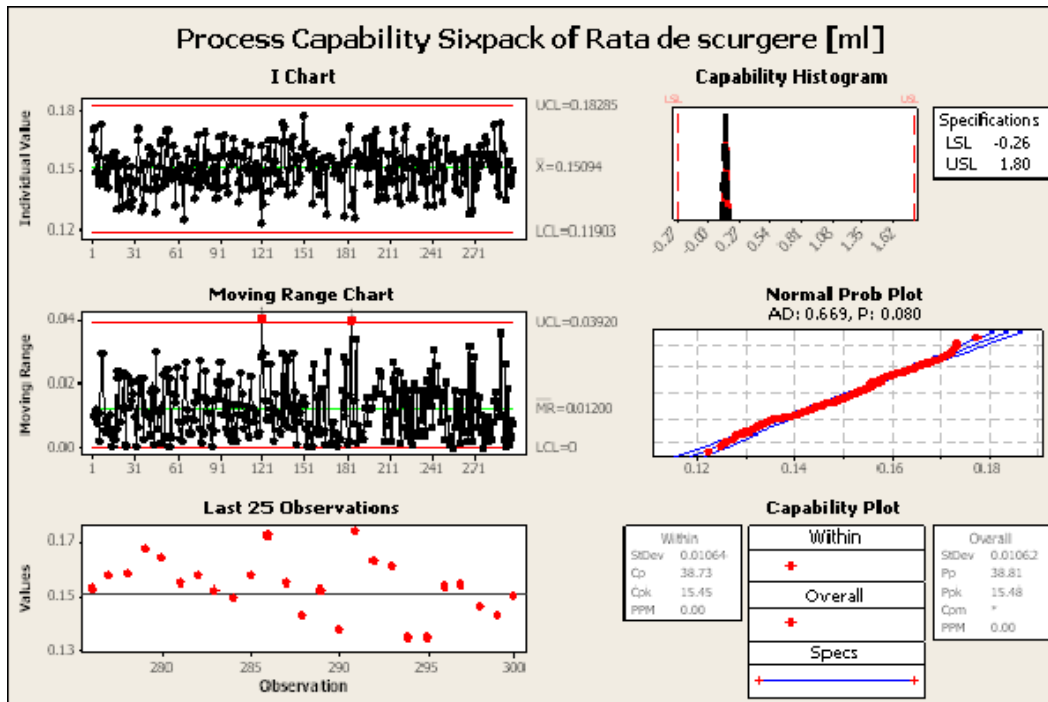 Process Capability Sixpack of Rata de scurgere [ml]
I Chart
Individual Value
0.18
0.15
0.12
1 31 61 91 121 151 181 211 241 271
UCL=0.18285
X=0.15094
LCL=0.11903
Capability Histogram
LSL USL
-0.27 -0.00 0.27 0.54 0.81 1.08 1.35 1.62
Specifications
LSL -0.26
USL 1.80
Moving Range Chart
Moving Range
0.04
0.02
0.00
1 31 61 91 121 151 181 211 241 271
UCL=0.03920
MR=0.01200
LCL=0
Normal Prob Plot
AD: 0.669, P: 0.080
0.12 0.14 0.16 0.18
Last 25 Observations
Values
0.17
0.15
0.13
280 285 290 295 300
Observation
Capability Plot
Within
StDev 0.01064
Cp 38.73
Cpk 15.45
PPM 0.00
Within
Overall
Specs
Overall
StDev 0.01062
Pp 38.81
Ppk 15.48
Cpm *
PPM 0.00